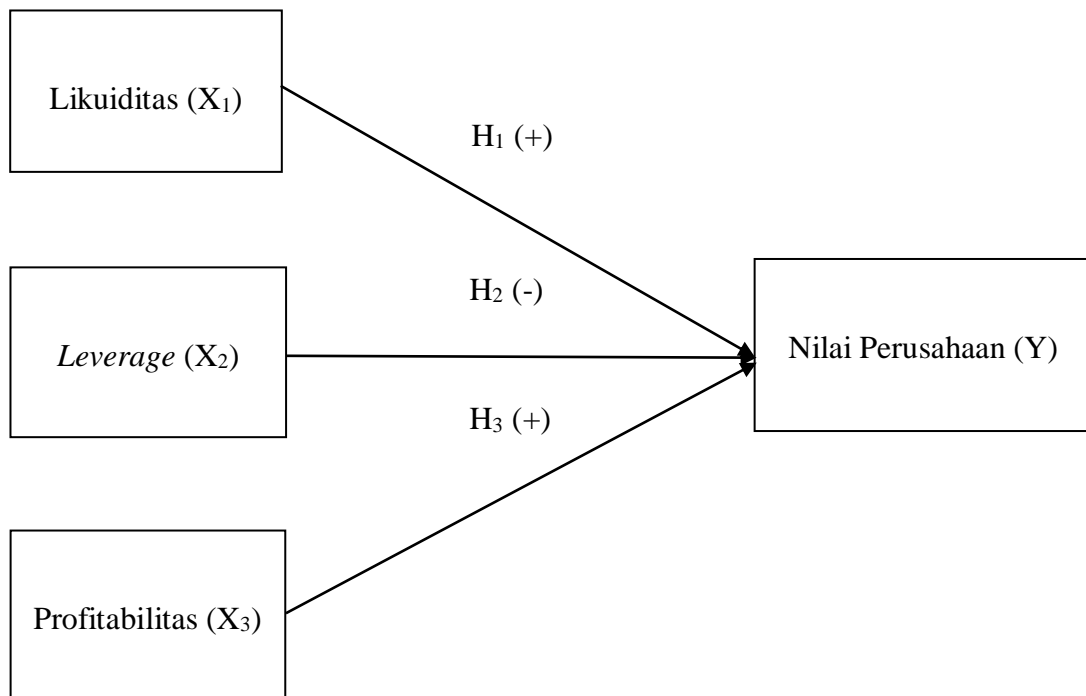 Likuiditas (X₁)
H₁ (+)
H₂ (-)
Leverage (X₂)
Nilai Perusahaan (Y)
H₃ (+)
Profitabilitas (X₃)